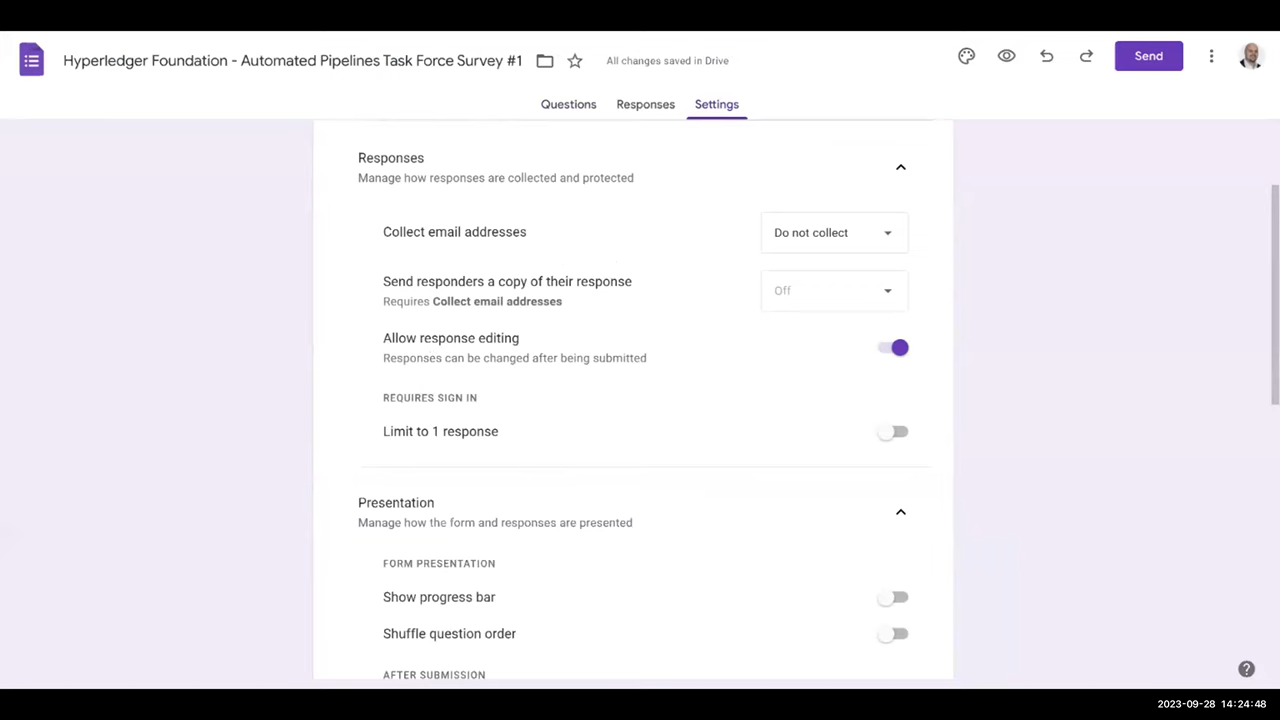 Hyperledger Foundation - Automated Pipelines Task Force Survey #1
All changes saved in Drive
Send
Questions
Responses
Settings
Responses
Manage how responses are collected and protected
Collect email addresses
Do not collect
Send responders a copy of their response
Requires Collect email addresses
Off
Allow response editing
Responses can be changed after being submitted
REQUIRES SIGN IN
Limit to 1 response
Presentation
Manage how the form and responses are presented
FORM PRESENTATION
Show progress bar
Shuffle question order
AFTER SUBMISSION
2023-09-28 14:24:48